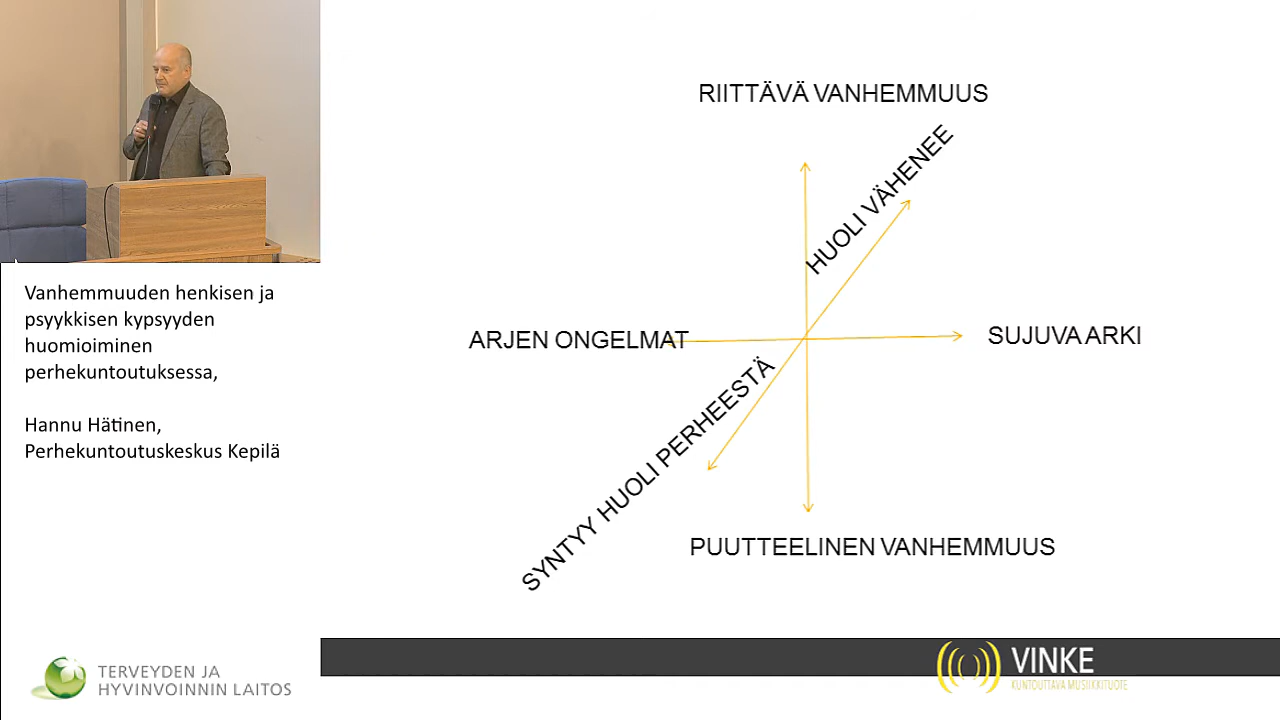 RIITTÄVÄ VANHEMMUUS
HUOLI VÄHENEE
ARJEN ONGELMAT
SUJUVA ARKI
SYNTYY HUOLI PERHEESTÄ
PUUTTEELINEN VANHEMMUUS
Vanhemmuuden henkisen ja
psyykkisen kypsyyden
huomioiminen
perhekuntoutuksessa,
Hannu Hätinen,
Perhekuntoutuskeskus Kepilä
TERVEYDEN JA
HYVINVOINNIN LAITOS
VINKE
KUNTOUTTAVA MUSIIKKITUOTE